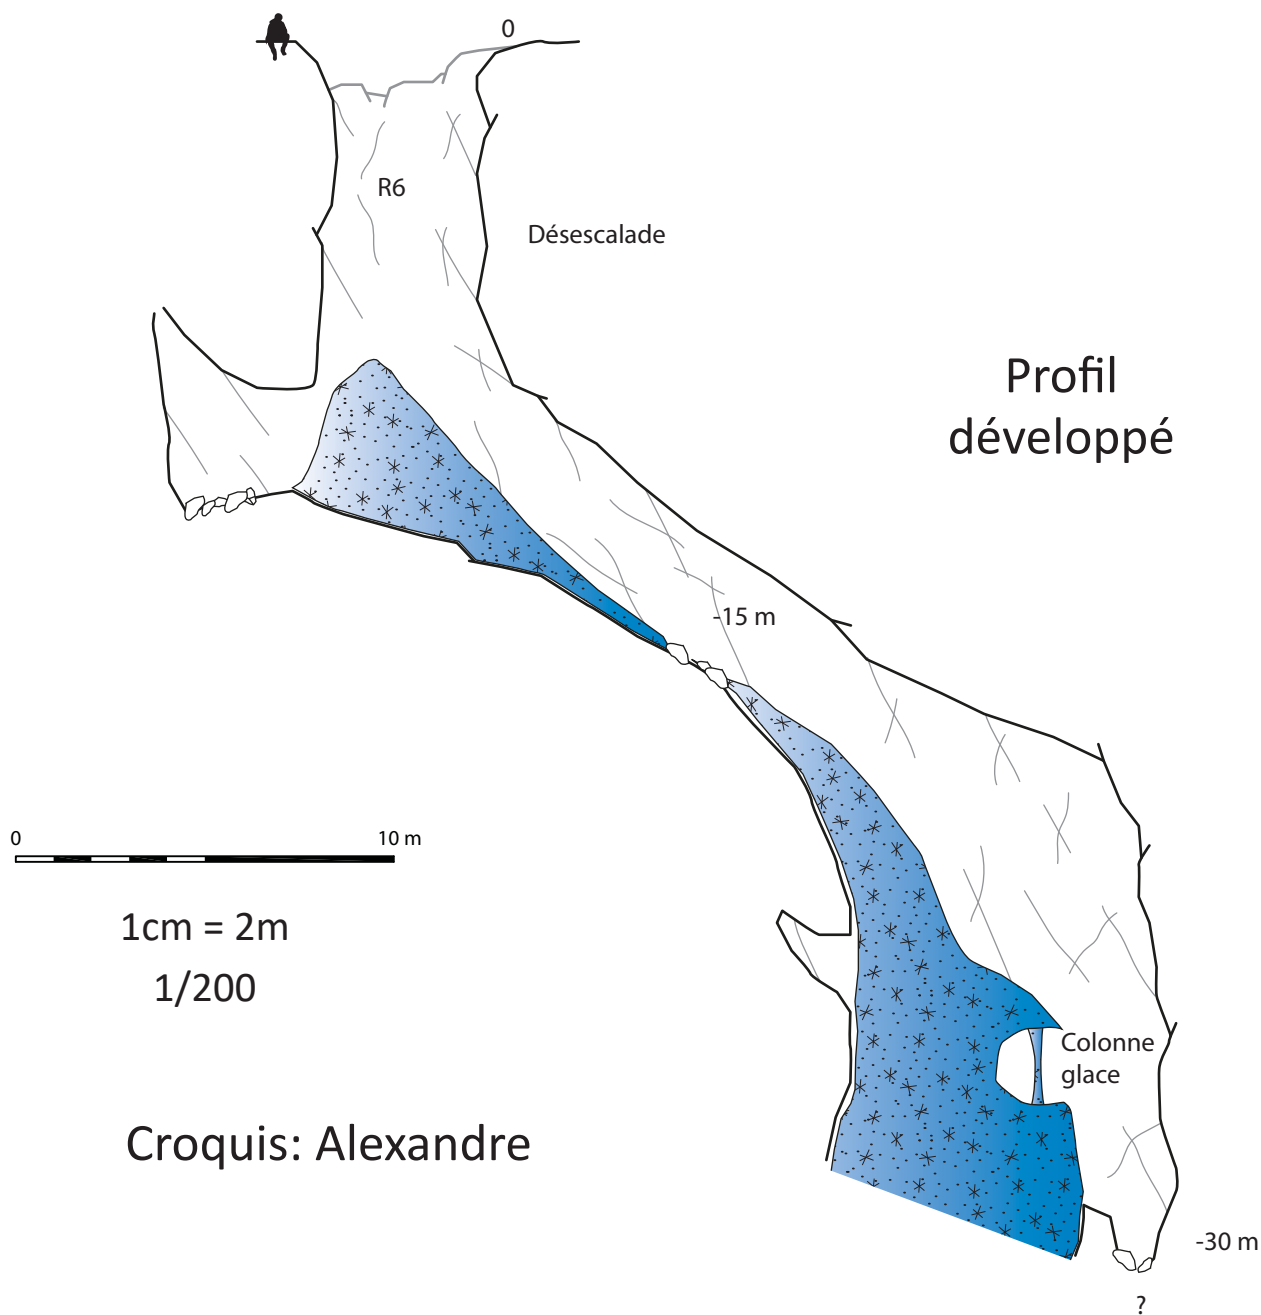 0
R6
Désescalade
Profil
développé
-15 m
0
10 m
1cm = 2m
1/200
Colonne
glace
Croquis: Alexandre
-30 m
?